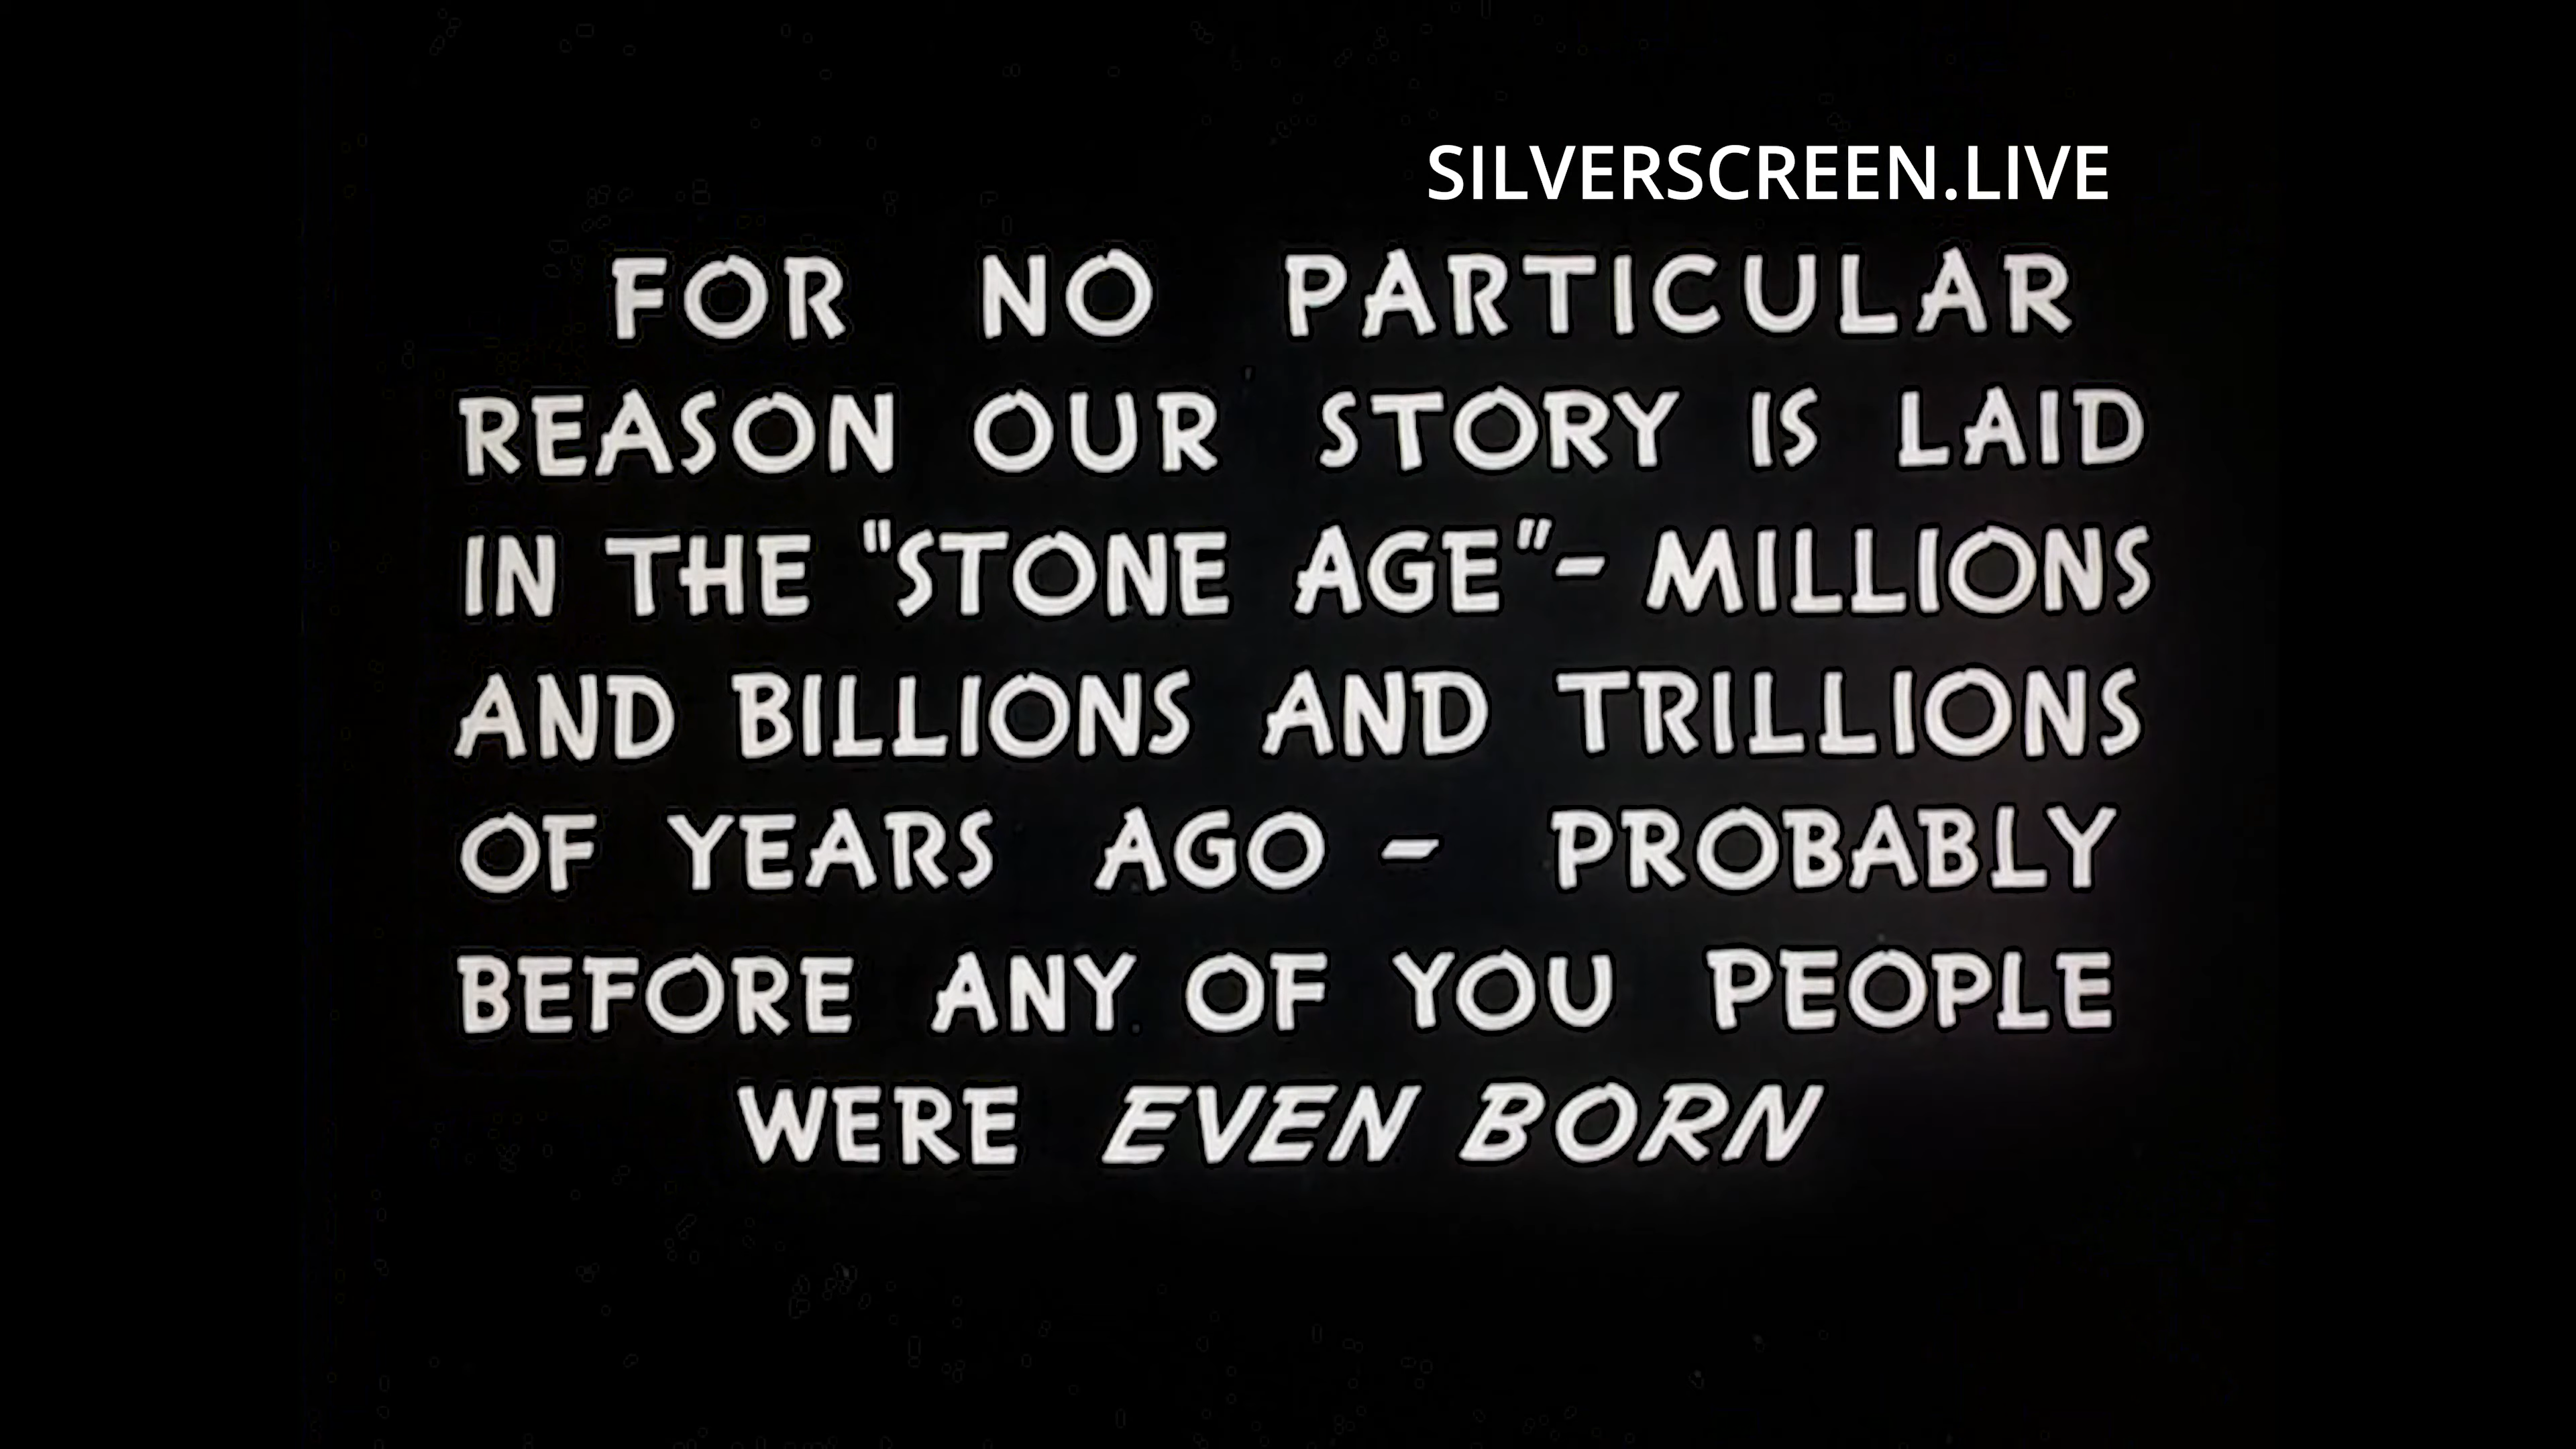 SILVERSCREEN.LIVE
FOR NO PARTICULAR
REASON OUR STORY IS LAID
IN THE "STONE AGE"- MILLIONS
AND BILLIONS AND TRILLIONS
OF YEARS AGO - PROBABLY
BEFORE ANY OF YOU PEOPLE
WERE EVEN BORN